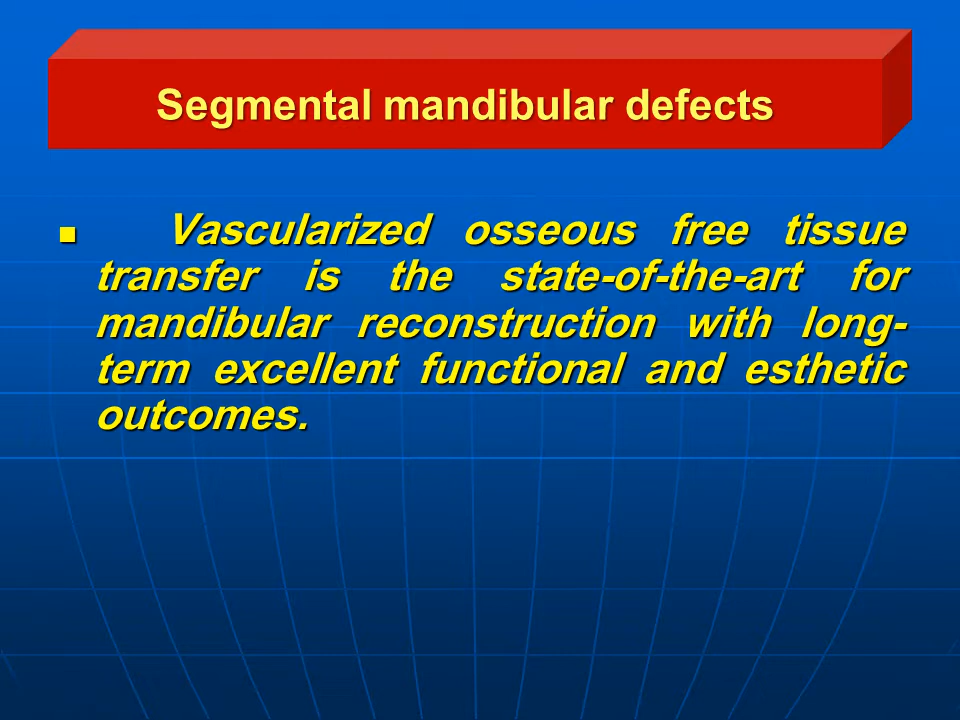 Segmental mandibular defects
Vascularized osseous free tissue
transfer is the state-of-the-art for
mandibular reconstruction with long-
term excellent functional and esthetic
outcomes.